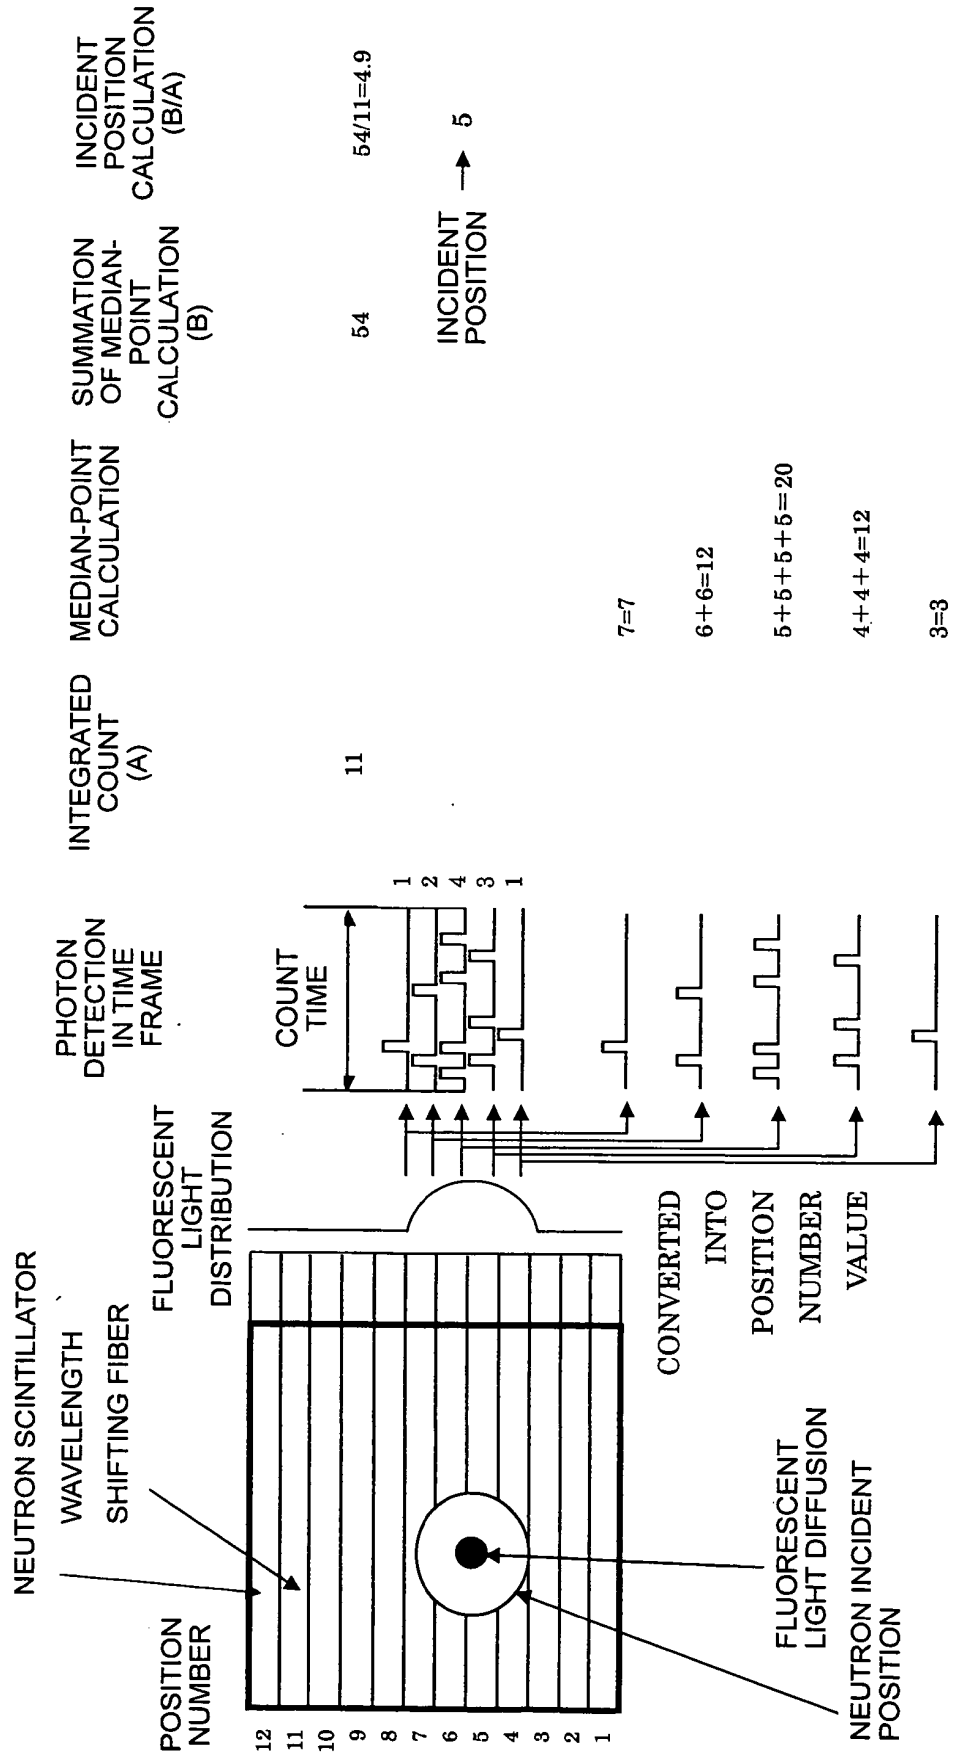 POSITION
NUMBER
12
11
10
9
8
7
6
5
4
3
2
1
NEUTRON SCINTILLATOR
WAVELENGTH
SHIFTING FIBER
FLUORESCENT
LIGHT DIFFUSION
NEUTRON INCIDENT
POSITION
FLUORESCENT
LIGHT
DISTRIBUTION
CONVERTED
INTO
POSITION
NUMBER
VALUE
PHOTON
DETECTION
IN TIME
FRAME
COUNT
TIME
1
2
4
3
1
INTEGRATED
COUNT
(A)
11
MEDIAN-POINT
CALCULATION
7=7
6+6=12
5+5+5+5=20
4+4+4=12
3=3
SUMMATION
OF MEDIAN-
POINT
CALCULATION
(B)
54
INCIDENT
POSITION
CALCULATION
(B/A)
54/11=4.9
INCIDENT
POSITION → 5